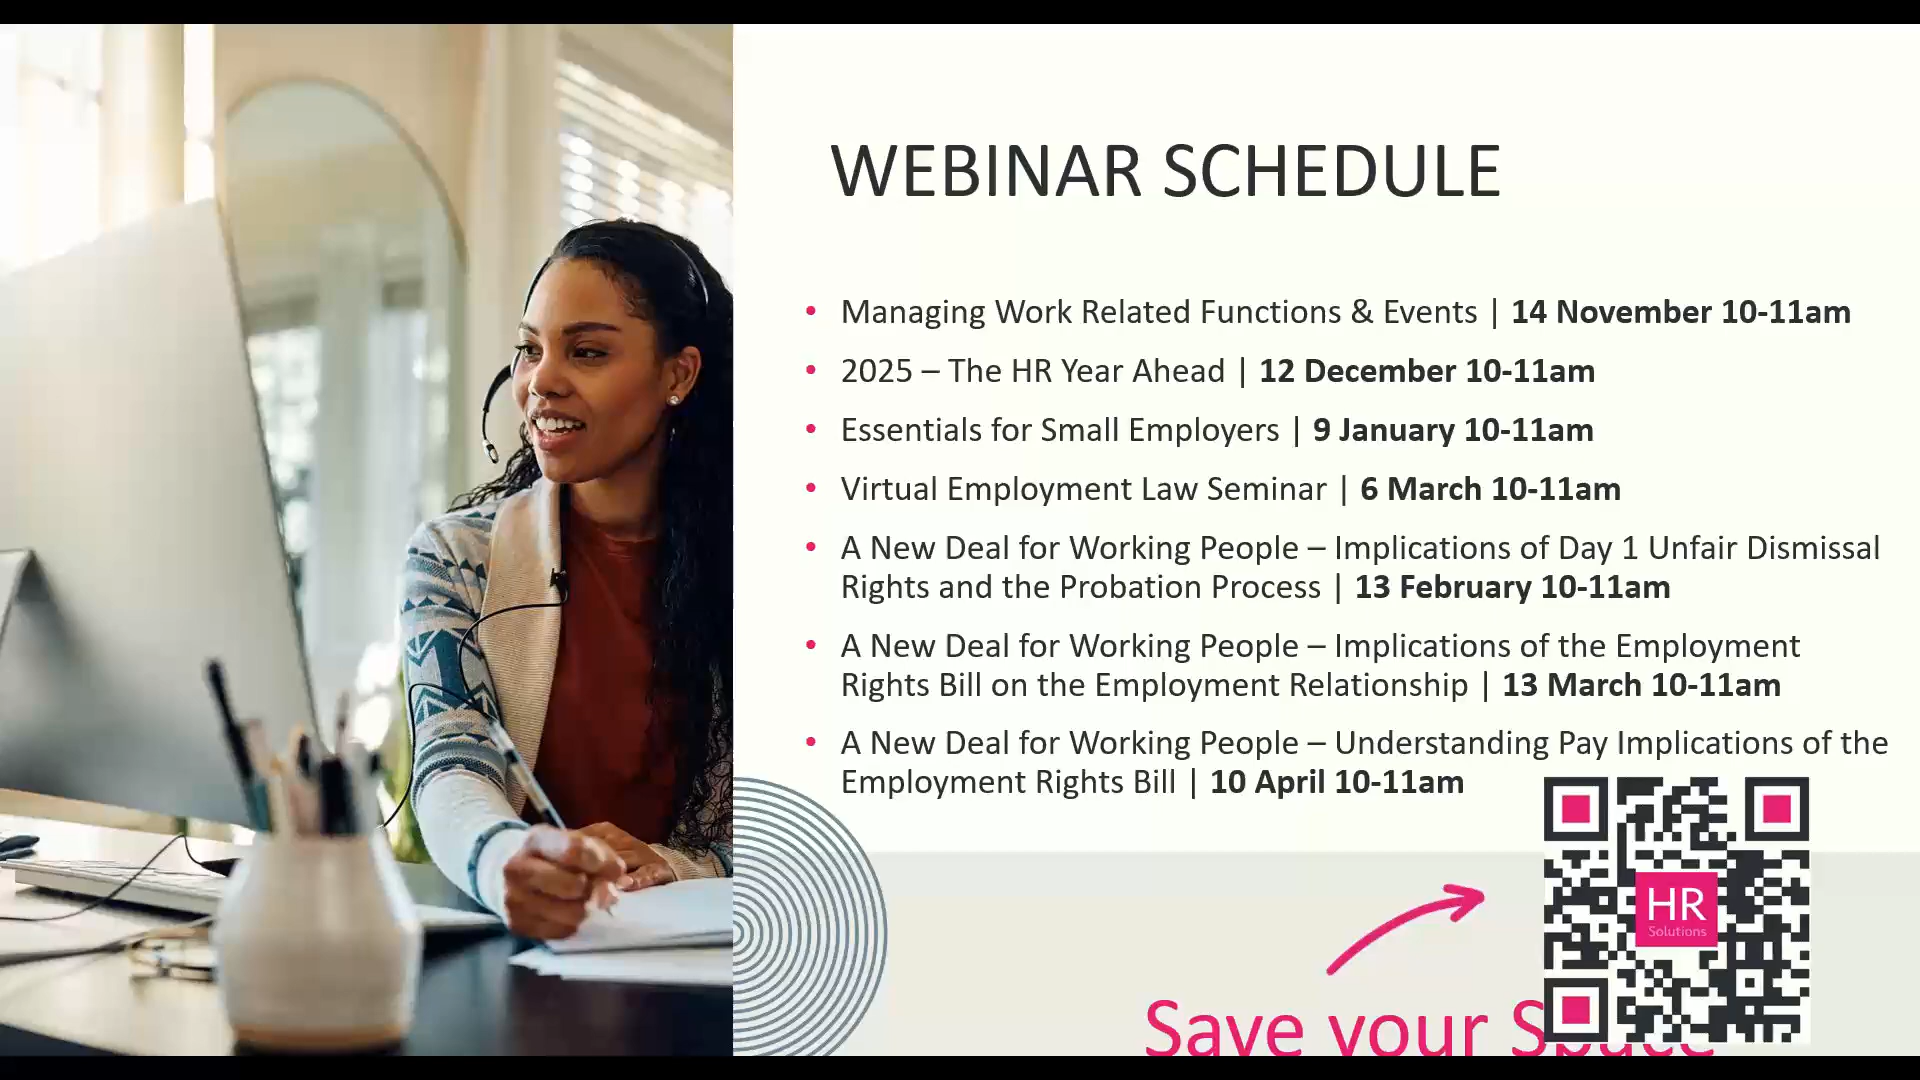 WEBINAR SCHEDULE
• Managing Work Related Functions & Events | 14 November 10-11am
• 2025 – The HR Year Ahead | 12 December 10-11am
• Essentials for Small Employers | 9 January 10-11am
• Virtual Employment Law Seminar | 6 March 10-11am
• A New Deal for Working People – Implications of Day 1 Unfair Dismissal
Rights and the Probation Process | 13 February 10-11am
• A New Deal for Working People – Implications of the Employment
Rights Bill on the Employment Relationship | 13 March 10-11am
• A New Deal for Working People – Understanding Pay Implications of the
Employment Rights Bill | 10 April 10-11am
HR
Solutions
Save your Space